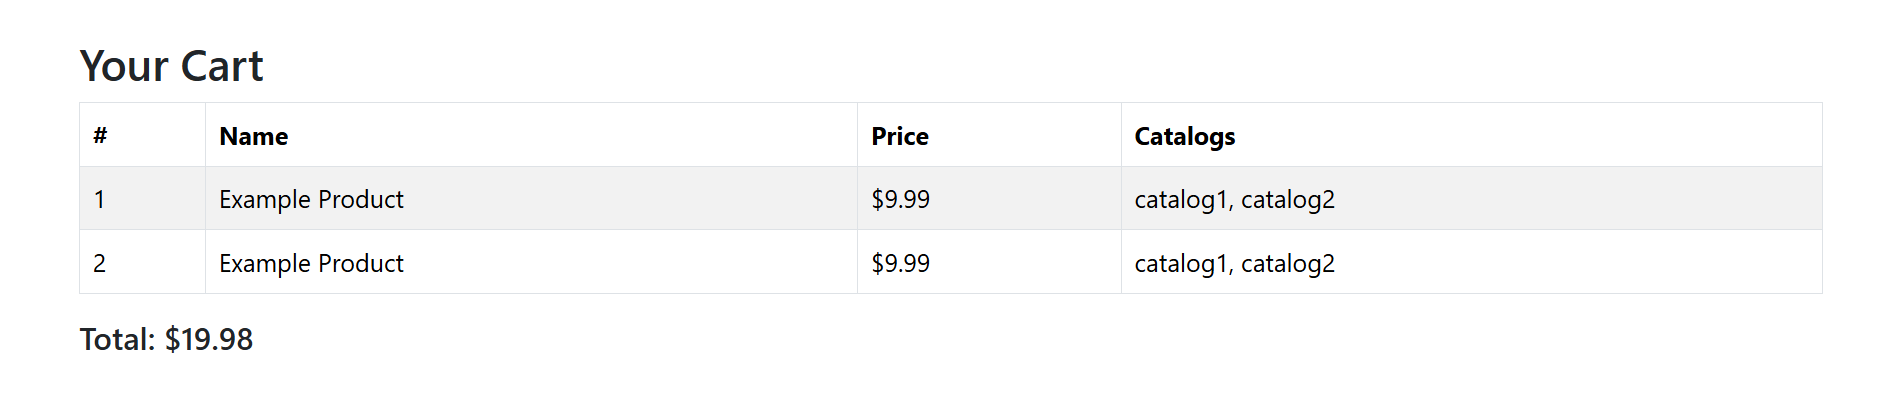 Your Cart
# Name Price Catalogs
1 Example Product $9.99 catalog1, catalog2
2 Example Product $9.99 catalog1, catalog2
Total: $19.98